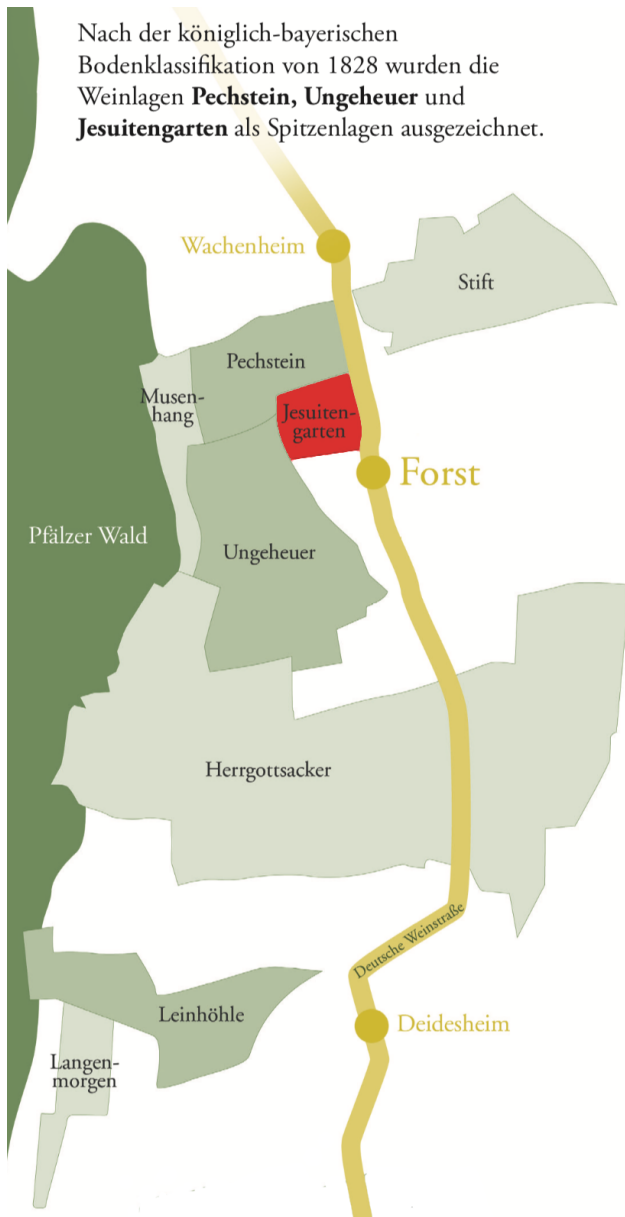 Nach der königlich-bayerischen
Bodenklassifikation von 1828 wurden die
Weinlagen Pechstein, Ungeheuer und
Jesuitengarten als Spitzenlagen ausgezeichnet.
Wachenheim
Stift
Pechstein
Musen-
hang
Jesuiten-
garten
Forst
Pfälzer Wald
Ungeheuer
Herrgottsacker
Deutsche Weinstraße
Leinhöhle
Deidesheim
Langen-
morgen